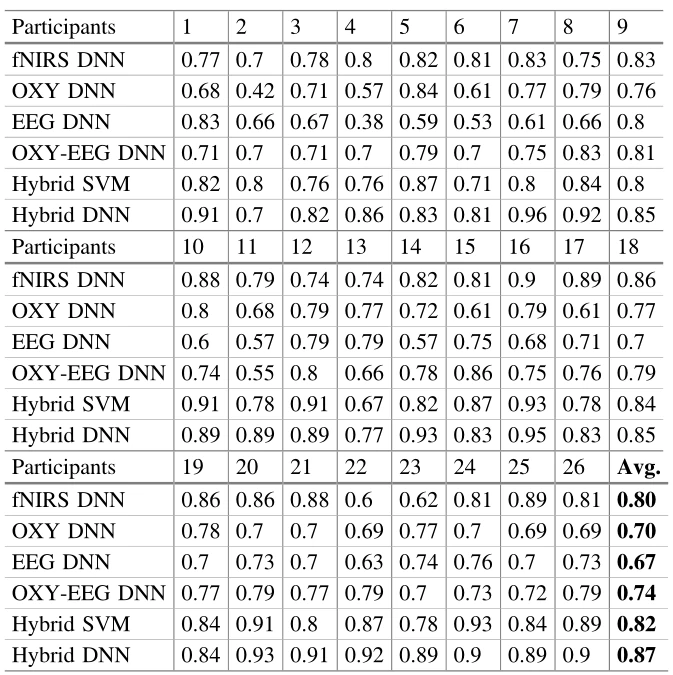 Participants 1 2 3 4 5 6 7 8 9
fNIRS DNN 0.77 0.7 0.78 0.8 0.82 0.81 0.83 0.75 0.83
OXY DNN 0.68 0.42 0.71 0.57 0.84 0.61 0.77 0.79 0.76
EEG DNN 0.83 0.66 0.67 0.38 0.59 0.53 0.61 0.66 0.8
OXY-EEG DNN 0.71 0.7 0.71 0.7 0.79 0.7 0.75 0.83 0.81
Hybrid SVM 0.82 0.8 0.76 0.76 0.87 0.71 0.8 0.84 0.8
Hybrid DNN 0.91 0.7 0.82 0.86 0.83 0.81 0.96 0.92 0.85
Participants 10 11 12 13 14 15 16 17 18
fNIRS DNN 0.88 0.79 0.74 0.74 0.82 0.81 0.9 0.89 0.86
OXY DNN 0.8 0.68 0.79 0.77 0.72 0.61 0.79 0.61 0.77
EEG DNN 0.6 0.57 0.79 0.79 0.57 0.75 0.68 0.71 0.7
OXY-EEG DNN 0.74 0.55 0.8 0.66 0.78 0.86 0.75 0.76 0.79
Hybrid SVM 0.91 0.78 0.91 0.67 0.82 0.87 0.93 0.78 0.84
Hybrid DNN 0.89 0.89 0.89 0.77 0.93 0.83 0.95 0.83 0.85
Participants 19 20 21 22 23 24 25 26 Avg.
fNIRS DNN 0.86 0.86 0.88 0.6 0.62 0.81 0.89 0.81 0.80
OXY DNN 0.78 0.7 0.7 0.69 0.77 0.7 0.69 0.69 0.70
EEG DNN 0.7 0.73 0.7 0.63 0.74 0.76 0.7 0.73 0.67
OXY-EEG DNN 0.77 0.79 0.77 0.79 0.7 0.73 0.72 0.79 0.74
Hybrid SVM 0.84 0.91 0.8 0.87 0.78 0.93 0.84 0.89 0.82
Hybrid DNN 0.84 0.93 0.91 0.92 0.89 0.9 0.89 0.9 0.87